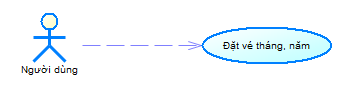 Đặt vé tháng, năm
Người dùng